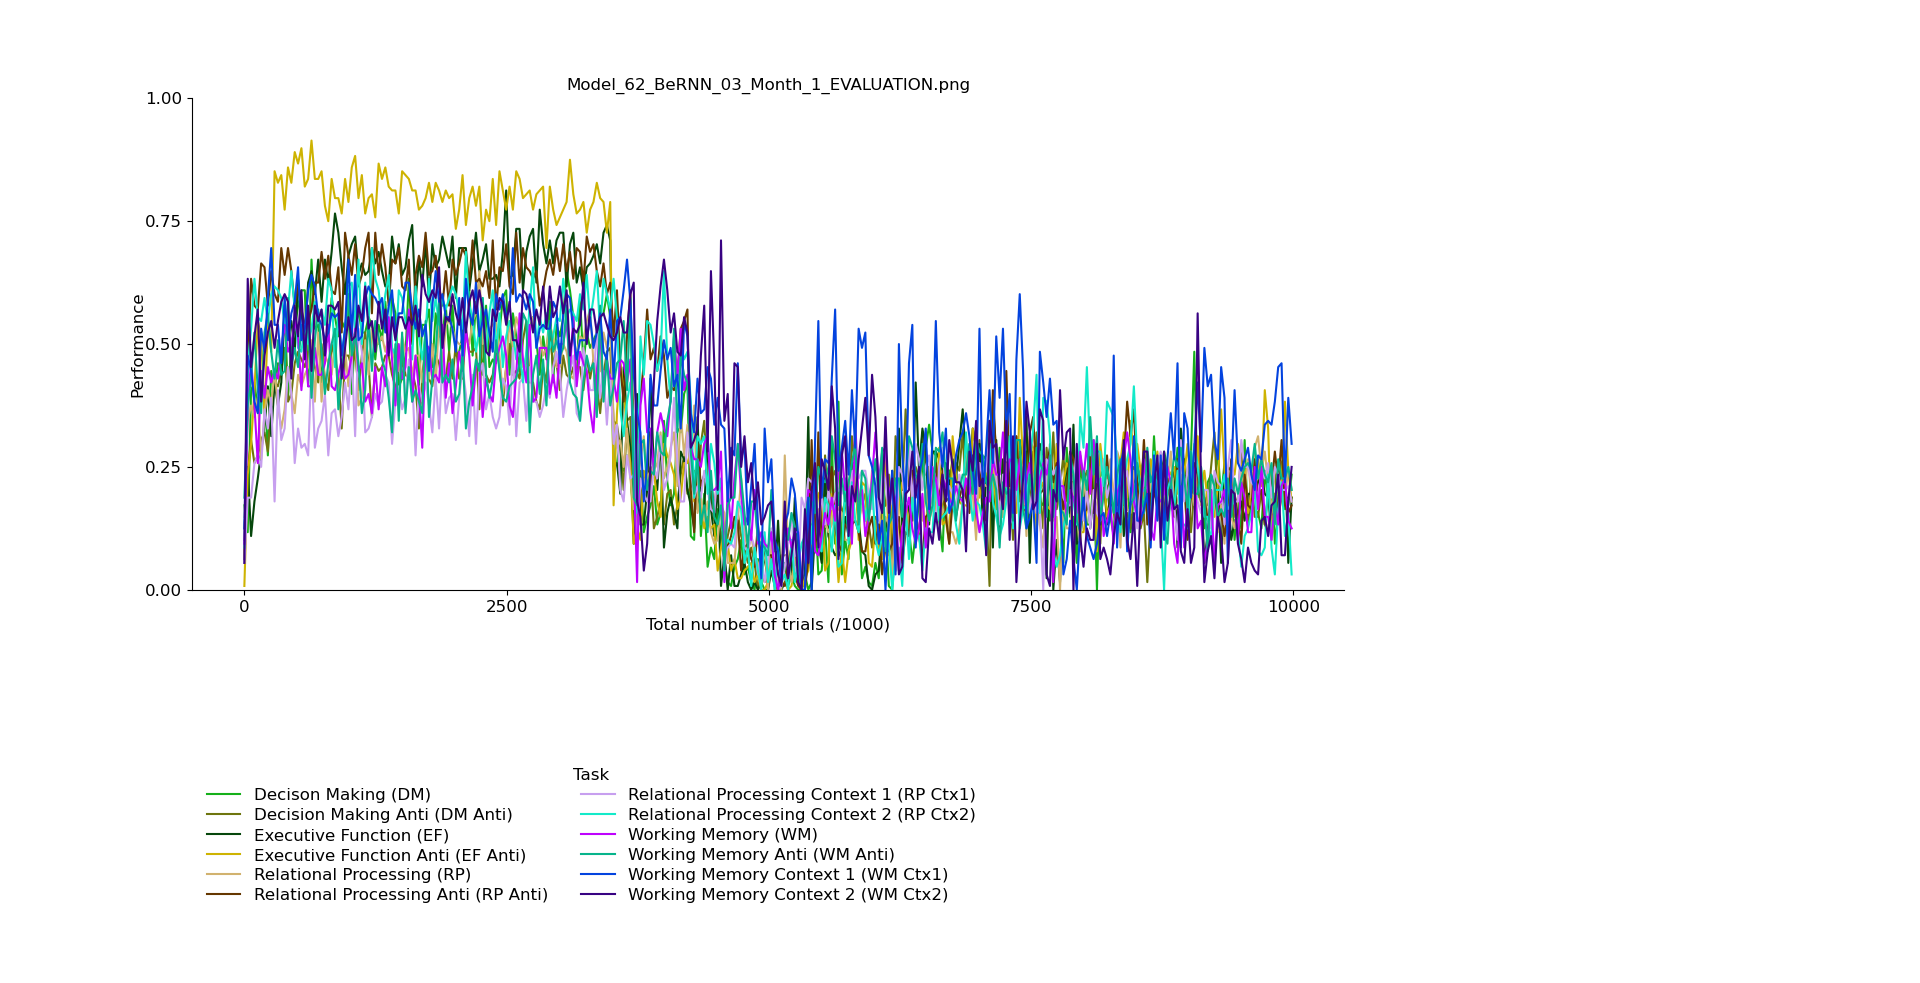 Model_62_BeRNN_03_Month_1_EVALUATION.png
1.00
0.75
0.50
0.25
0.00
Performance
0 2500 5000 7500 10000
Total number of trials (/1000)
Task
Decison Making (DM)
Decision Making Anti (DM Anti)
Executive Function (EF)
Executive Function Anti (EF Anti)
Relational Processing (RP)
Relational Processing Anti (RP Anti)
Relational Processing Context 1 (RP Ctx1)
Relational Processing Context 2 (RP Ctx2)
Working Memory (WM)
Working Memory Anti (WM Anti)
Working Memory Context 1 (WM Ctx1)
Working Memory Context 2 (WM Ctx2)